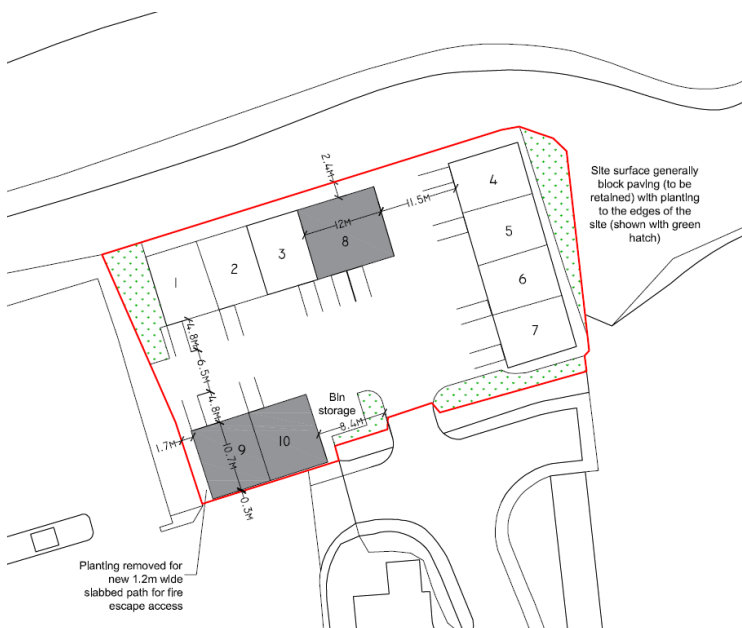 2.4M
4
11.5M
Site surface generally
block paving (to be
retained) with planting
to the edges of the
site (shown with green
hatch)
12M
5
8
3
2
1
6
7
4.8M
6.5M
4.8M
Bin
storage
8.4M
1.7M
10
9
10.7M
0.3M
Planting removed for
new 1.2m wide
slabbed path for fire
escape access